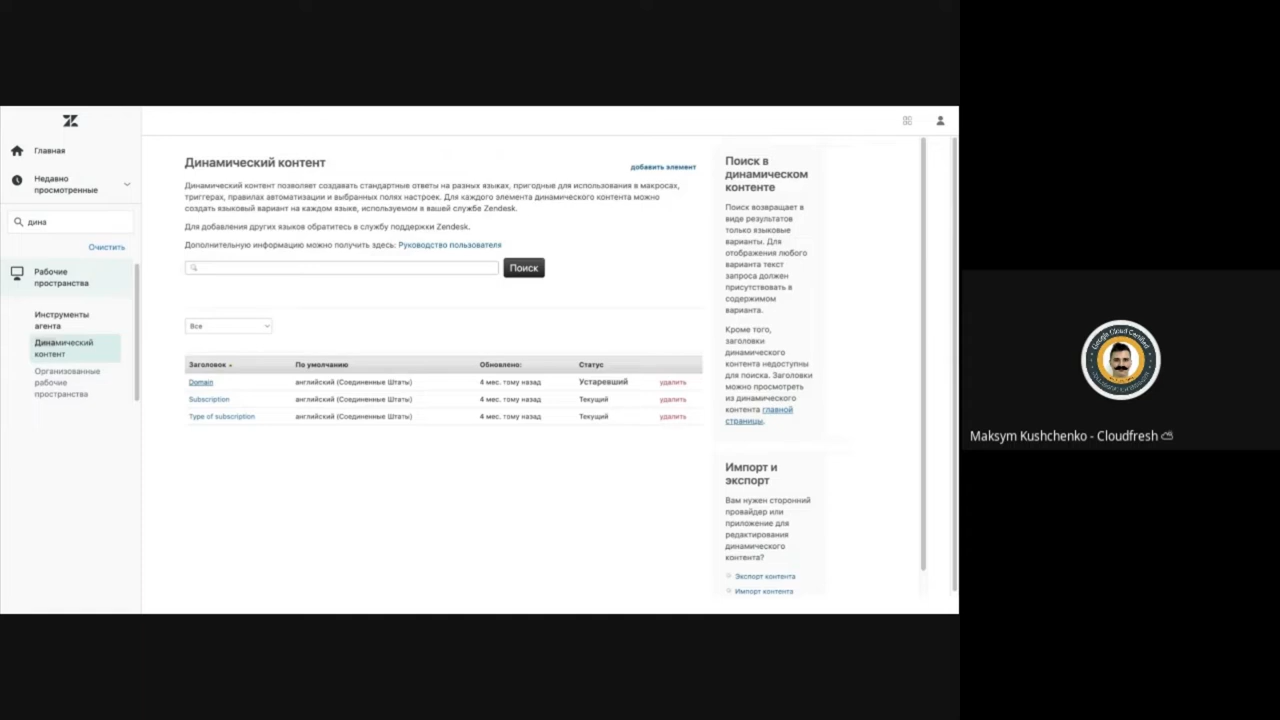 Главная
Недавно
просмотренные
дина
Очистить
Рабочие
пространства
Инструменты
агента
Динамический
контент
Организованные
рабочие
пространства
Динамический контент
добавить элемент
Динамический контент позволяет создавать стандартные ответы на разных языках, пригодные для использования в макросах,
триггерах, правилах автоматизации и выбранных полях настроек. Для каждого элемента динамического контента можно
создать языковый вариант на каждом языке, используемом в вашей службе Zendesk.
Для добавления других языков обратитесь в службу поддержки Zendesk.
Дополнительную информацию можно получить здесь: Руководство пользователя
Поиск
Все
Заголовок По умолчанию Обновлено: Статус
Domain английский (Соединенные Штаты) 4 мес. тому назад Устаревший удалить
Subscription английский (Соединенные Штаты) 4 мес. тому назад Текущий удалить
Type of subscription английский (Соединенные Штаты) 4 мес. тому назад Текущий удалить
Поиск в
динамическом
контенте
Поиск возвращает в
виде результатов
только языковые
варианты. Для
отображения любого
варианта текст
запроса должен
присутствовать в
содержимом
варианта.
Кроме того,
заголовки
динамического
контента недоступны
для поиска. Заголовки
можно просмотреть
из динамического
контента главной
страницы.
Импорт и
экспорт
Вам нужен сторонний
провайдер или
приложение для
редактирования
динамического
контента?
Экспорт контента
Импорт контента
Google Cloud Certified
Maksym Kushchenko - Cloudfresh